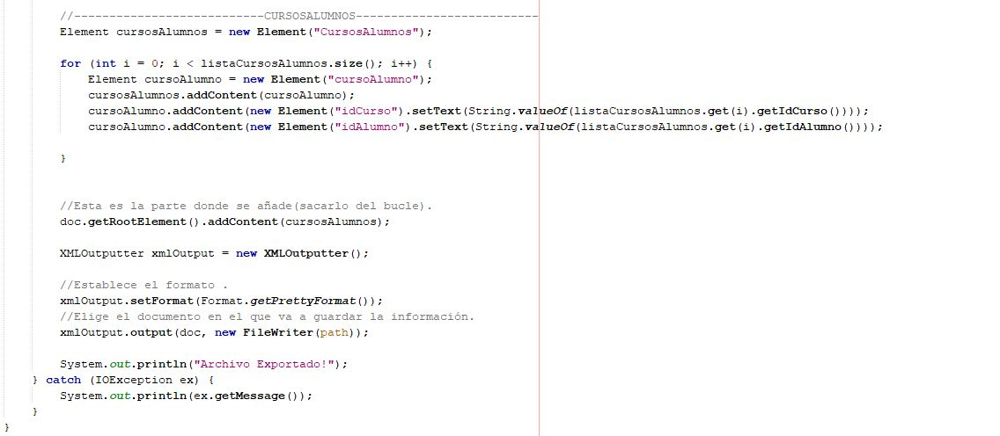 //---------------------------CURSOSALUMNOS--------------------------
Element cursosAlumnos = new Element("CursosAlumnos");
for (int i = 0; i < listaCursosAlumnos.size(); i++) {
Element cursoAlumno = new Element("cursoAlumno");
cursosAlumnos.addContent(cursoAlumno);
cursoAlumno.addContent(new Element("idCurso").setText(String.valueOf(listaCursosAlumnos.get(i).getIdCurso())));
cursoAlumno.addContent(new Element("idAlumno").setText(String.valueOf(listaCursosAlumnos.get(i).getIdAlumno())));
}
//Esta es la parte donde se añade(sacarlo del bucle).
doc.getRootElement().addContent(cursosAlumnos);
XMLOutputter xmlOutput = new XMLOutputter();
//Establece el formato .
xmlOutput.setFormat(Format.getPrettyFormat());
//Elige el documento en el que va a guardar la información.
xmlOutput.output(doc, new FileWriter(path));
System.out.println("Archivo Exportado!");
} catch (IOException ex) {
System.out.println(ex.getMessage());
}
}